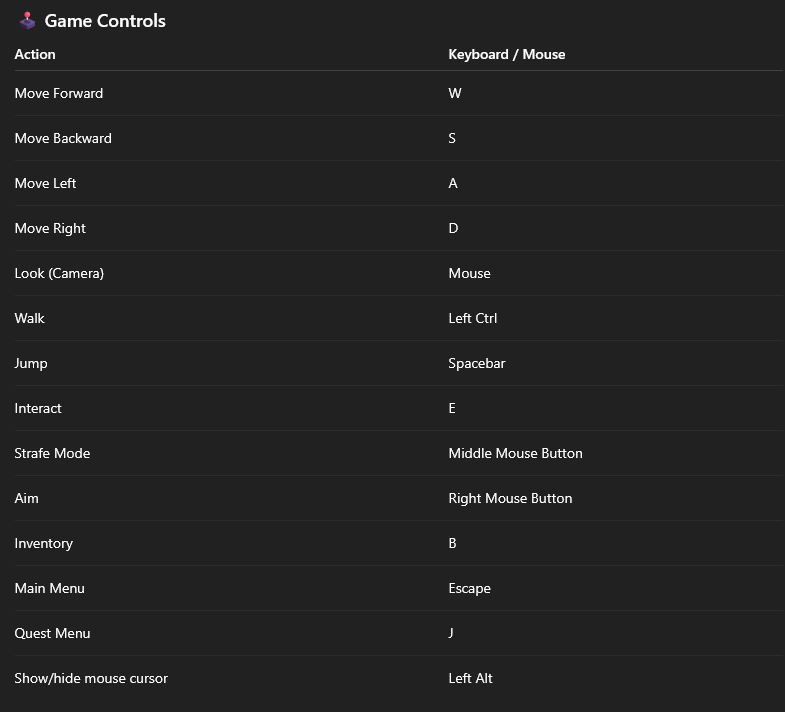 Game Controls
Action Keyboard / Mouse
Move Forward W
Move Backward S
Move Left A
Move Right D
Look (Camera) Mouse
Walk Left Ctrl
Jump Spacebar
Interact E
Strafe Mode Middle Mouse Button
Aim Right Mouse Button
Inventory B
Main Menu Escape
Quest Menu J
Show/hide mouse cursor Left Alt